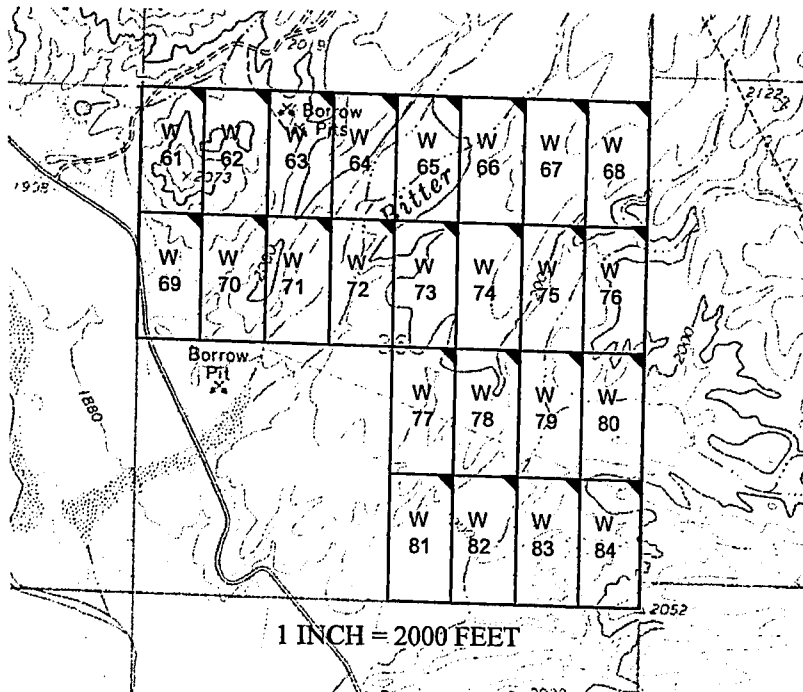 2122
Borrow
Pits
W
61
W
62
W
63
W
64
W
65
W
66
W
67
W
68
2073
Ritter
W
69
W
70
W
71
W
72
W
73
W
74
W
75
W
76
2000
Borrow
Pit
1880
W
77
W
78
W
79
W
80
W
81
W
82
W
83
W
84
2052
1 INCH = 2000 FEET